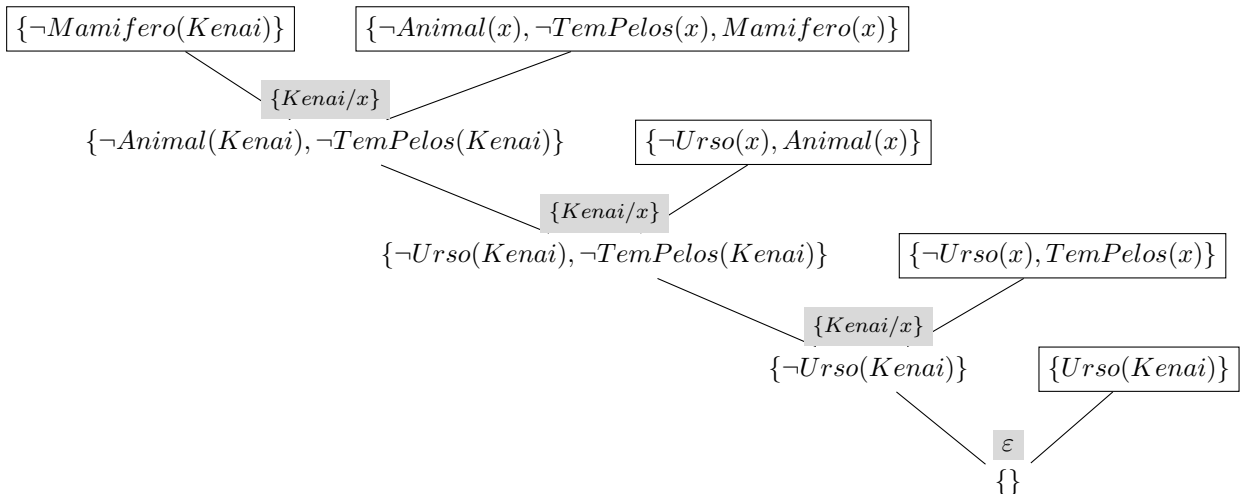 {¬Mamifero(Kenai)} {¬Animal(x), ¬TemPelos(x), Mamifero(x)}
{Kenai/x}
{¬Animal(Kenai), ¬TemPelos(Kenai)} {¬Urso(x), Animal(x)}
{Kenai/x}
{¬Urso(Kenai), ¬TemPelos(Kenai)} {¬Urso(x), TemPelos(x)}
{Kenai/x}
{¬Urso(Kenai)} {Urso(Kenai)}
ε
{}